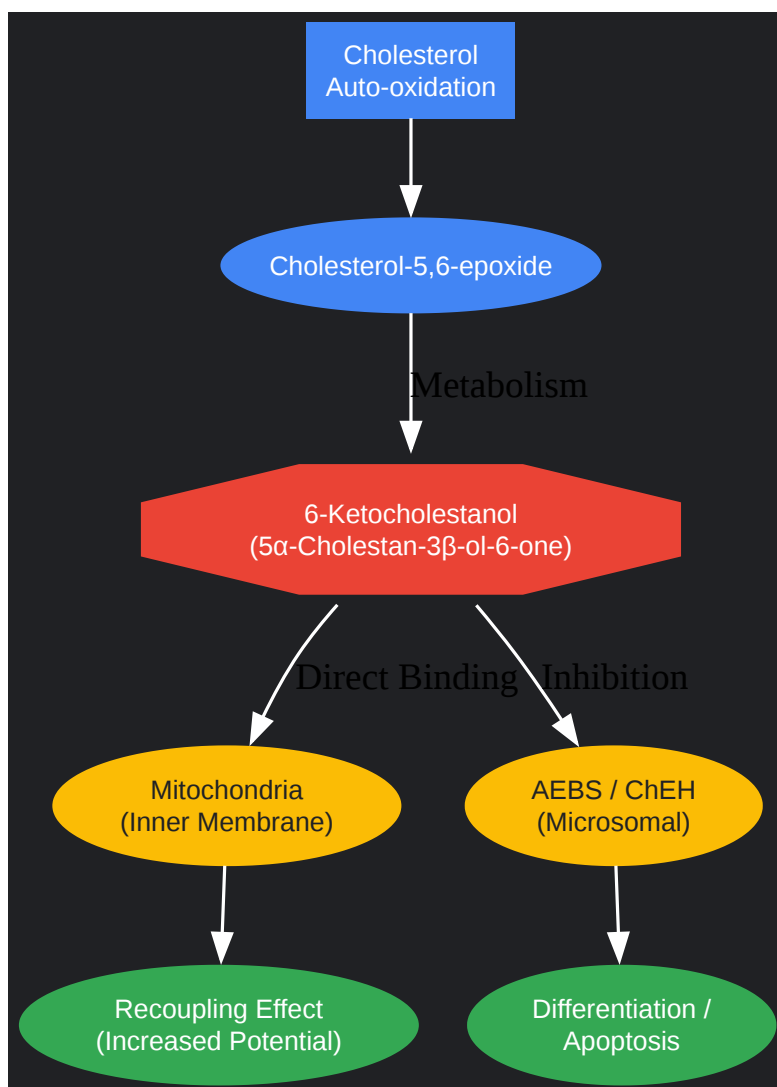 Cholesterol
Auto-oxidation
Cholesterol-5,6-epoxide
Metabolism
6-Ketocholestanol
(5α-Cholestan-3β-ol-6-one)
Direct Binding
Inhibition
Mitochondria
(Inner Membrane)
AEBS / ChEH
(Microsomal)
Recoupling Effect
(Increased Potential)
Differentiation /
Apoptosis